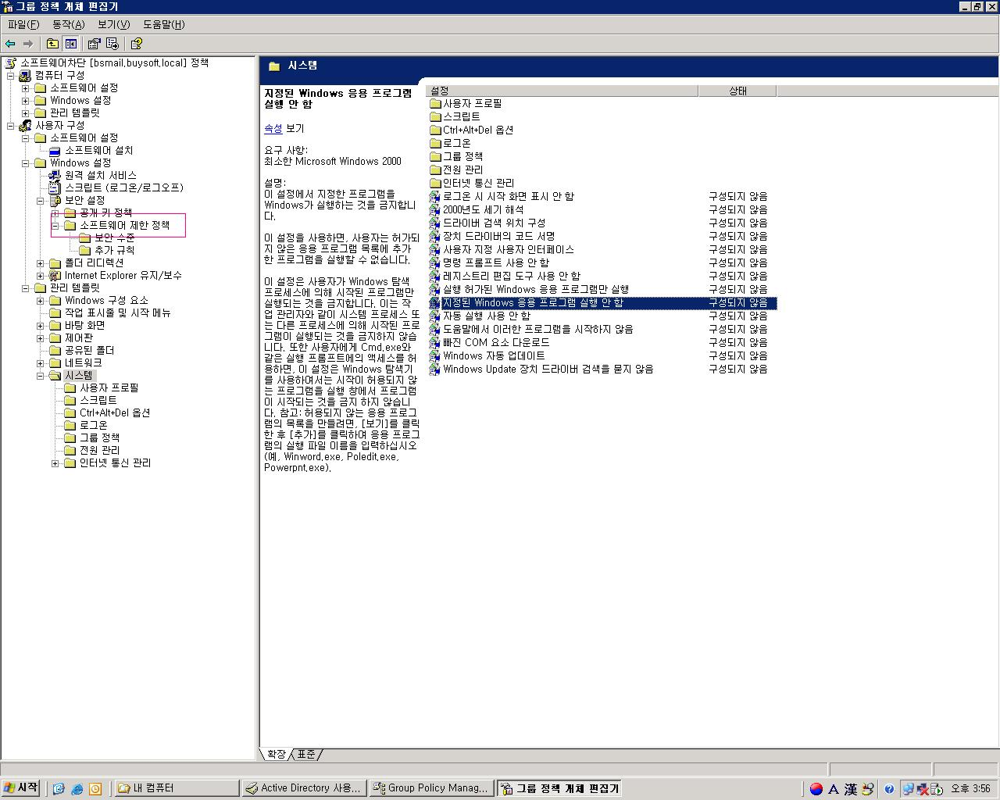 그룹 정책 개체 편집기
파일(F) 동작(A) 보기(V) 도움말(H)
소프트웨어차단 [bsmail.buysoft.local] 정책
컴퓨터 구성
소프트웨어 설정
Windows 설정
관리 템플릿
사용자 구성
소프트웨어 설정
소프트웨어 설치
Windows 설정
원격 설치 서비스
스크립트 (로그온/로그오프)
보안 설정
공개 키 정책
소프트웨어 제한 정책
보안 수준
추가 규칙
폴더 리디렉션
Internet Explorer 유지/보수
관리 템플릿
Windows 구성 요소
작업 표시줄 및 시작 메뉴
바탕 화면
제어판
공유된 폴더
네트워크
시스템
사용자 프로필
스크립트
Ctrl+Alt+Del 옵션
로그온
그룹 정책
전원 관리
인터넷 통신 관리
시스템
지정된 Windows 응용 프로그램
실행 안 함
속성 보기
요구 사항:
최소한 Microsoft Windows 2000
설명:
이 설정에서 지정한 프로그램을
Windows가 실행하는 것을 금지합니
다.
이 설정을 사용하면, 사용자는 허가되
지 않은 응용 프로그램 목록에 추가
한 프로그램을 실행할 수 없습니다.
이 설정은 사용자가 Windows 탐색
프로세스에 의해 시작된 프로그램만
실행되는 것을 금지합니다. 이는 작
업 관리자와 같이 시스템 프로세스 또
는 다른 프로세스에 의해 시작된 프로
그램이 실행되는 것을 금지하지 않습
니다. 또한 사용자에게 Cmd.exe와
같은 실행 프롬프트에의 액세스를 허
용하면, 이 설정은 Windows 탐색기
를 사용하여서는 시작이 허용되지 않
는 프로그램을 실행 창에서 프로그램
이 시작되는 것을 금지 하지 않습니
다. 참고: 허용되지 않는 응용 프로그
램의 목록을 만들려면, [보기]를 클릭
한 후 [추가]를 클릭하여 응용 프로그
램의 실행 파일 이름을 입력하십시오
(예, Winword.exe, Poledit.exe,
Powerpnt.exe).
설정 상태
사용자 프로필
스크립트
Ctrl+Alt+Del 옵션
로그온
그룹 정책
전원 관리
인터넷 통신 관리
로그온 시 시작 화면 표시 안 함 구성되지 않음
2000년도 세기 해석 구성되지 않음
드라이버 검색 위치 구성 구성되지 않음
장치 드라이버의 코드 서명 구성되지 않음
사용자 지정 사용자 인터페이스 구성되지 않음
명령 프롬프트 사용 안 함 구성되지 않음
레지스트리 편집 도구 사용 안 함 구성되지 않음
실행 허가된 Windows 응용 프로그램만 실행 구성되지 않음
지정된 Windows 응용 프로그램 실행 안 함 구성되지 않음
자동 실행 사용 안 함 구성되지 않음
도움말에서 이러한 프로그램을 시작하지 않음 구성되지 않음
빠진 COM 요소 다운로드 구성되지 않음
Windows 자동 업데이트 구성되지 않음
Windows Update 장치 드라이버 검색을 묻지 않음 구성되지 않음
확장 표준
시작 내 컴퓨터 Active Directory 사용... Group Policy Manag... 그룹 정책 개체 편집기 A 漢 오후 3:56